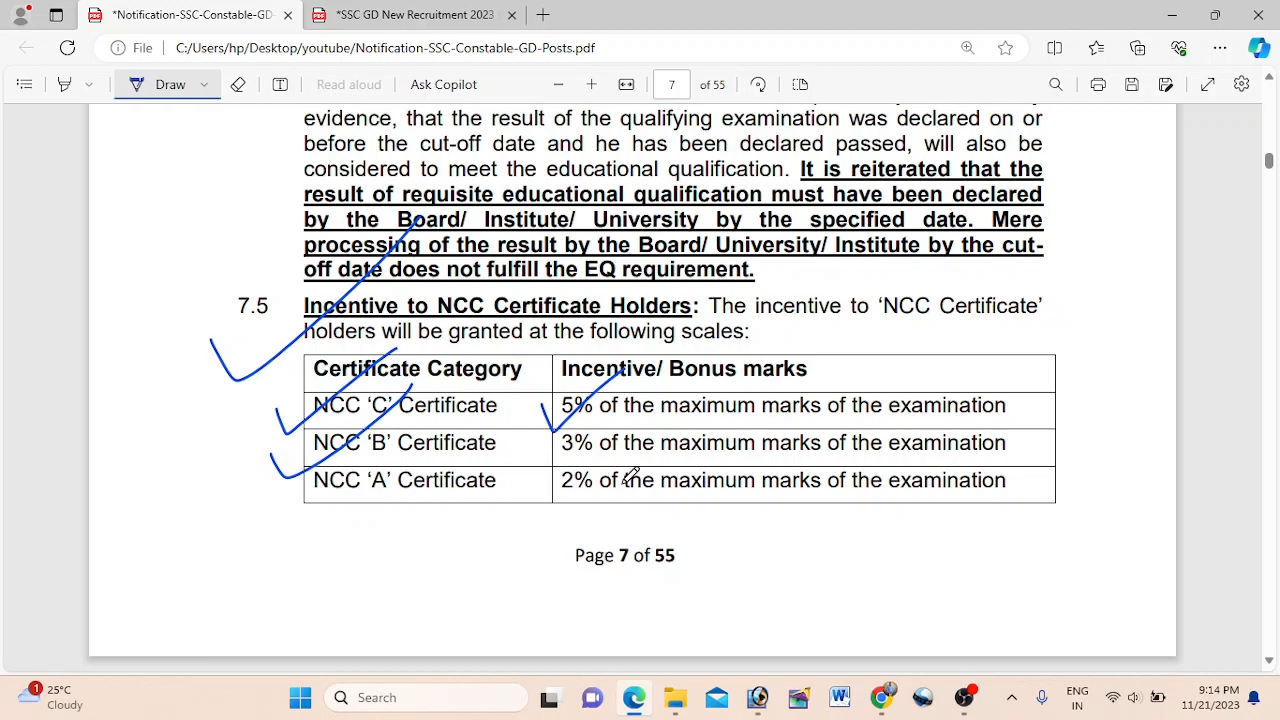 *Notification-SSC-Constable-GD-
*SSC GD New Recruitment 2023
File
C:/Users/hp/Desktop/youtube/Notification-SSC-Constable-GD-Posts.pdf
Draw
Read aloud
Ask Copilot
7
of 55
evidence, that the result of the qualifying examination was declared on or
before the cut-off date and he has been declared passed, will also be
considered to meet the educational qualification. It is reiterated that the
result of requisite educational qualification must have been declared
by the Board/ Institute/ University by the specified date. Mere
processing of the result by the Board/ University/ Institute by the cut-
off date does not fulfill the EQ requirement.
7.5 Incentive to NCC Certificate Holders: The incentive to ‘NCC Certificate’
holders will be granted at the following scales:
Certificate Category Incentive/ Bonus marks
NCC ‘C’ Certificate 5% of the maximum marks of the examination
NCC ‘B’ Certificate 3% of the maximum marks of the examination
NCC ‘A’ Certificate 2% of the maximum marks of the examination
Page 7 of 55
1
25°C
Cloudy
Search
ENG
IN
9:14 PM
11/21/2023